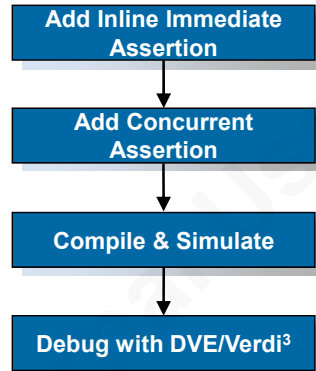 Add Inline Immediate
Assertion
Add Concurrent
Assertion
Compile & Simulate
Debug with DVE/Verdi³